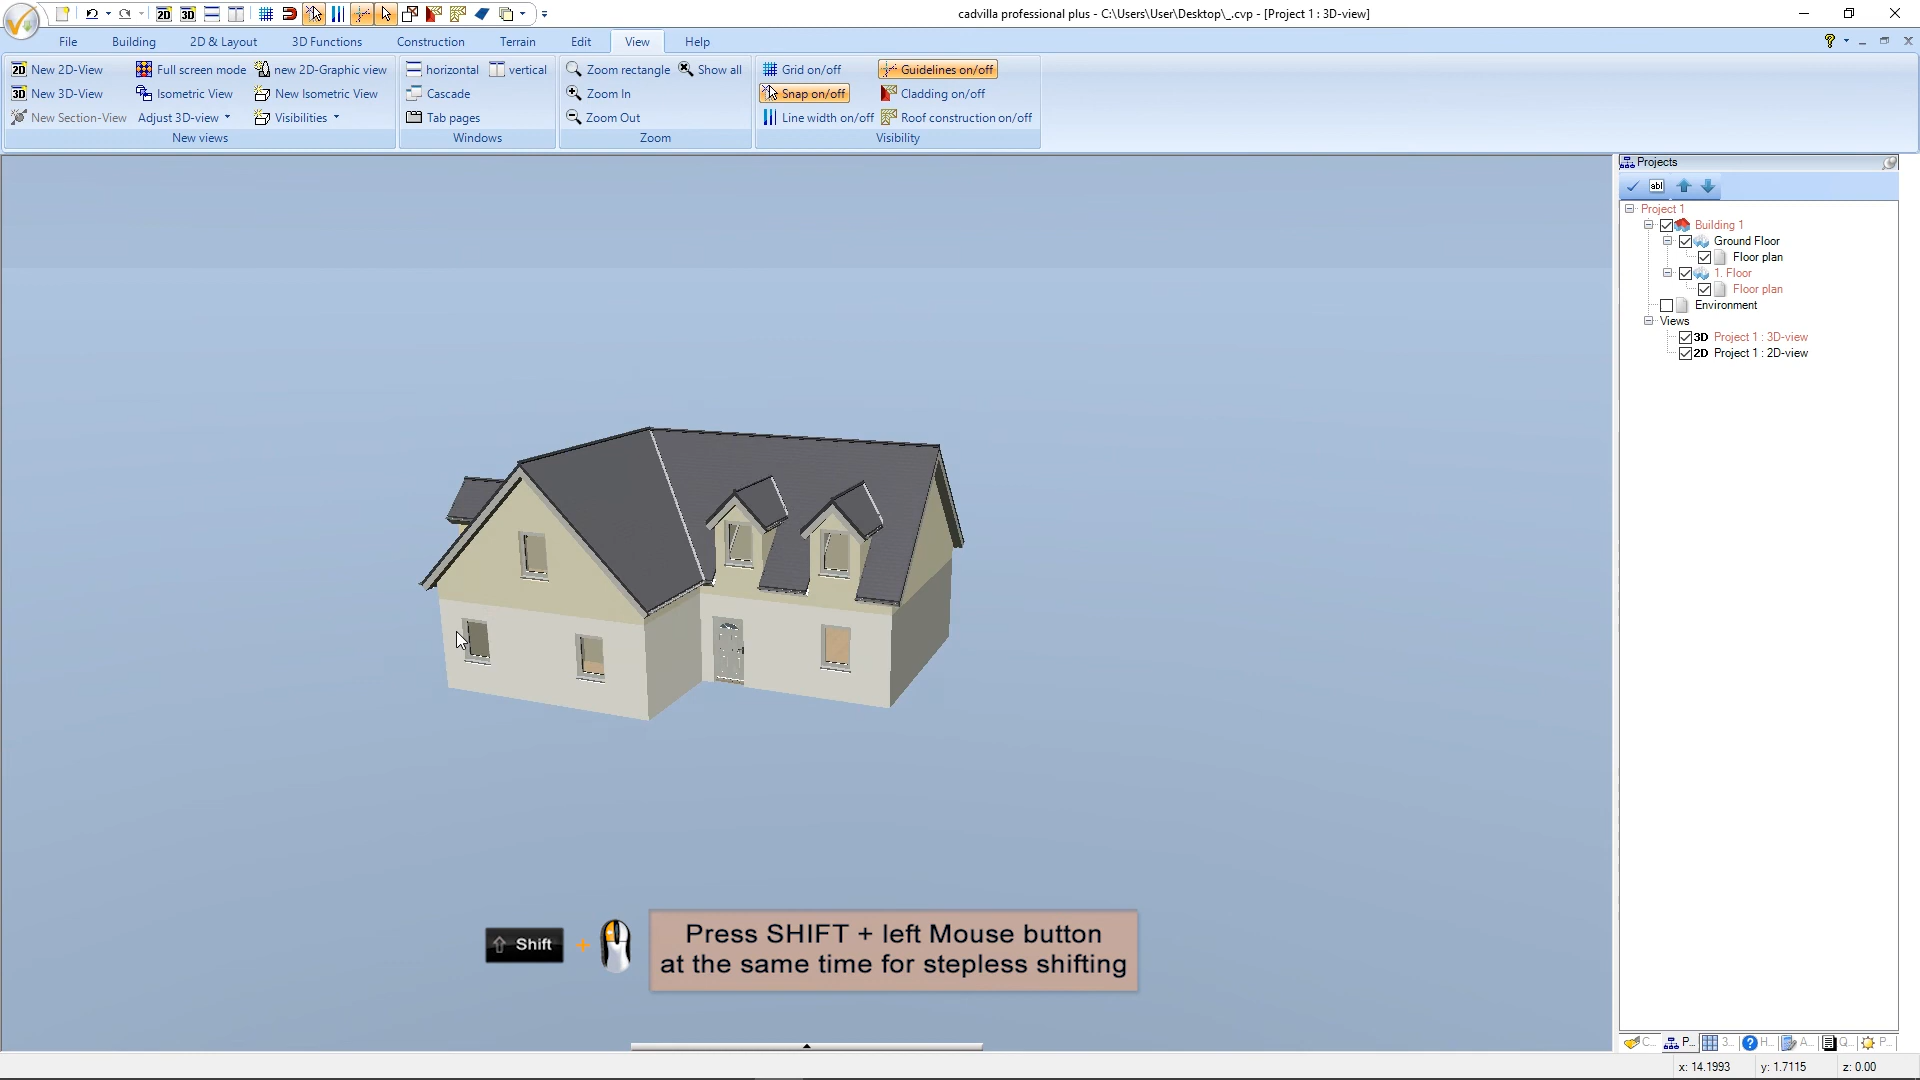 2D 3D
cadvilla professional plus - C:\Users\User\Desktop\_.cvp - [Project 1 : 3D-view]
File Building 2D & Layout 3D Functions Construction Terrain Edit View Help
2D New 2D-View Full screen mode new 2D-Graphic view horizontal vertical Zoom rectangle Show all Grid on/off Guidelines on/off
3D New 3D-View Isometric View New Isometric View Cascade Zoom In Snap on/off Cladding on/off
New Section-View Adjust 3D-view Visibilities Tab pages Zoom Out Line width on/off Roof construction on/off
New views Windows Zoom Visibility
Projects
abl
Project 1
Building 1
Ground Floor
Floor plan
1. Floor
Floor plan
Environment
Views
3D Project 1 : 3D-view
2D Project 1 : 2D-view
Shift +
Press SHIFT + left Mouse button
at the same time for stepless shifting
C... P... 3... H... A... Q... P...
x: 14.1993 y: 1.7115 z: 0.00